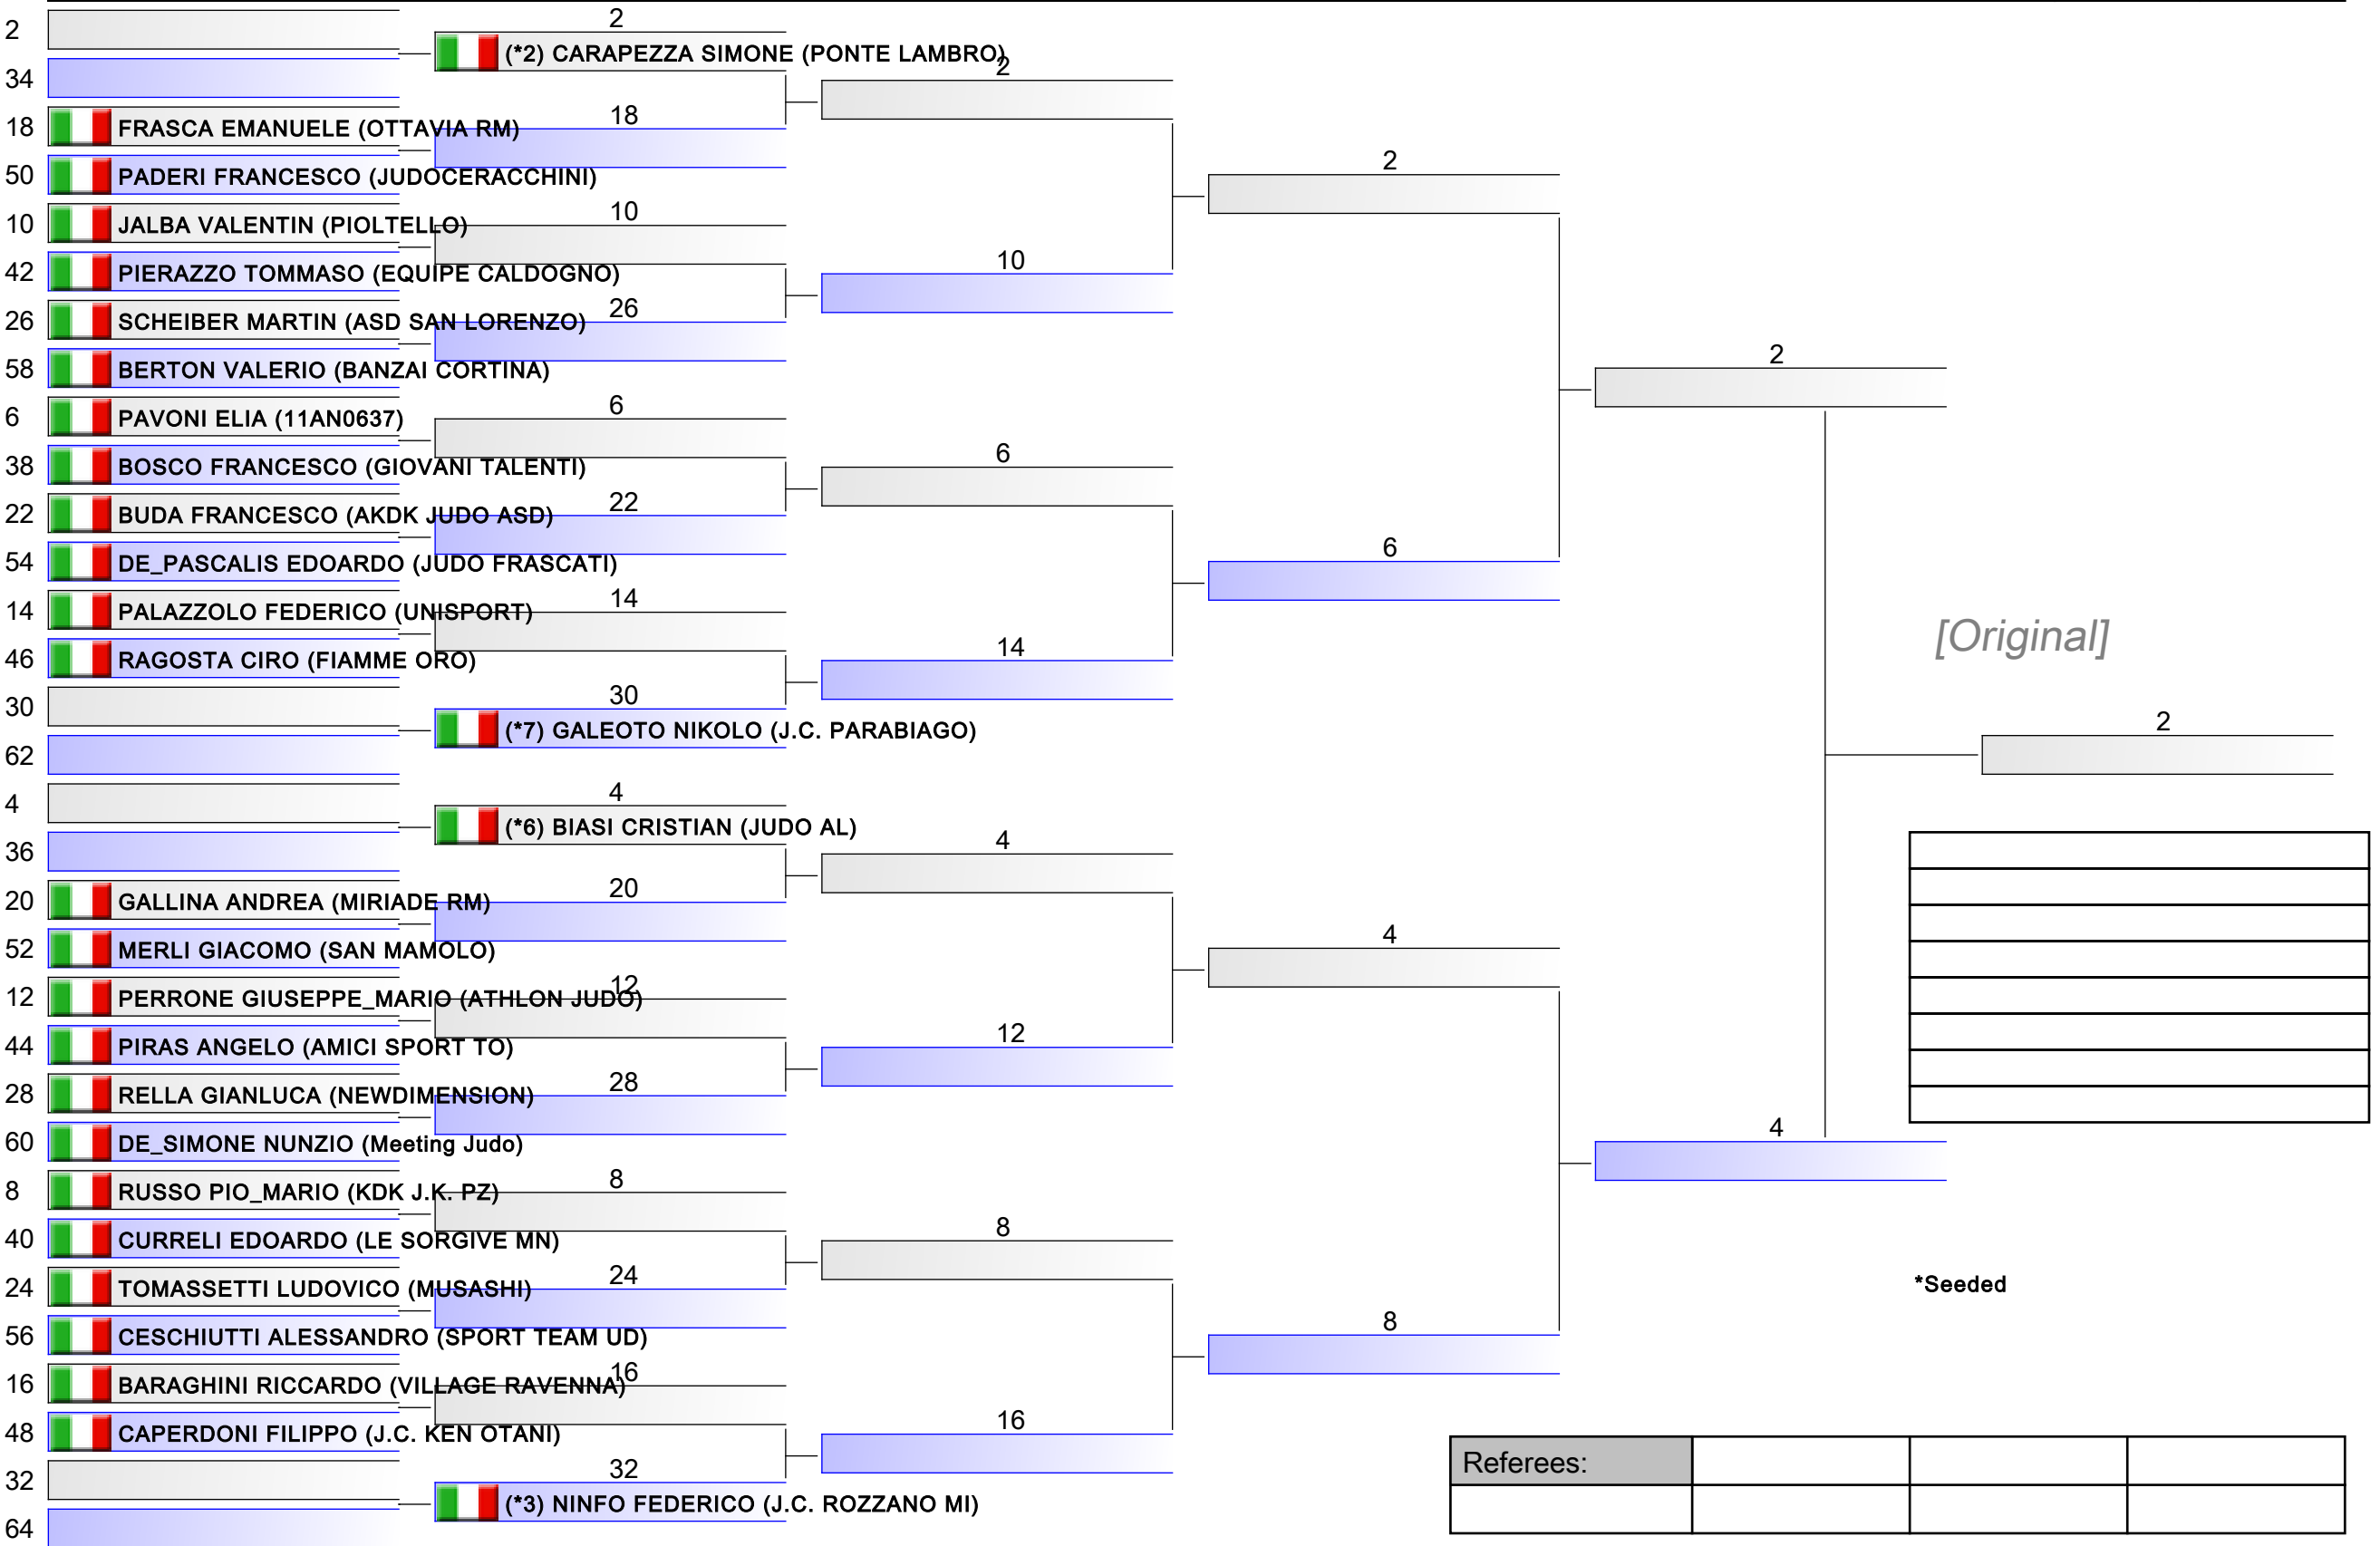 2
34
18 FRASCA EMANUELE (OTTAVIA RM)
50 PADERI FRANCESCO (JUDOCERACCHINI)
10 JALBA VALENTIN (PIOLTELLO)
42 PIERAZZO TOMMASO (EQUIPE CALDOGNO)
26 SCHEIBER MARTIN (ASD SAN LORENZO)
58 BERTON VALERIO (BANZAI CORTINA)
6 PAVONI ELIA (11AN0637)
38 BOSCO FRANCESCO (GIOVANI TALENTI)
22 BUDA FRANCESCO (AKDK JUDO ASD)
54 DE_PASCALIS EDOARDO (JUDO FRASCATI)
14 PALAZZOLO FEDERICO (UNISPORT)
46 RAGOSTA CIRO (FIAMME ORO)
30
62
4
36
20 GALLINA ANDREA (MIRIADE RM)
52 MERLI GIACOMO (SAN MAMOLO)
12 PERRONE GIUSEPPE_MARIO (ATHLON JUDO)
44 PIRAS ANGELO (AMICI SPORT TO)
28 RELLA GIANLUCA (NEWDIMENSION)
60 DE_SIMONE NUNZIO (Meeting Judo)
8 RUSSO PIO_MARIO (KDK J.K. PZ)
40 CURRELI EDOARDO (LE SORGIVE MN)
24 TOMASSETTI LUDOVICO (MUSASHI)
56 CESCHIUTTI ALESSANDRO (SPORT TEAM UD)
16 BARAGHINI RICCARDO (VILLAGE RAVENNA)
48 CAPERDONI FILIPPO (J.C. KEN OTANI)
32
64
2
(*2) CARAPEZZA SIMONE (PONTE LAMBRO)
18
10
26
6
22
14
30
(*7) GALEOTO NIKOLO (J.C. PARABIAGO)
4
(*6) BIASI CRISTIAN (JUDO AL)
20
12
28
8
24
16
32
(*3) NINFO FEDERICO (J.C. ROZZANO MI)
2
10
6
14
4
12
8
16
2
6
4
8
2
4
[Original]
2
*Seeded
Referees: